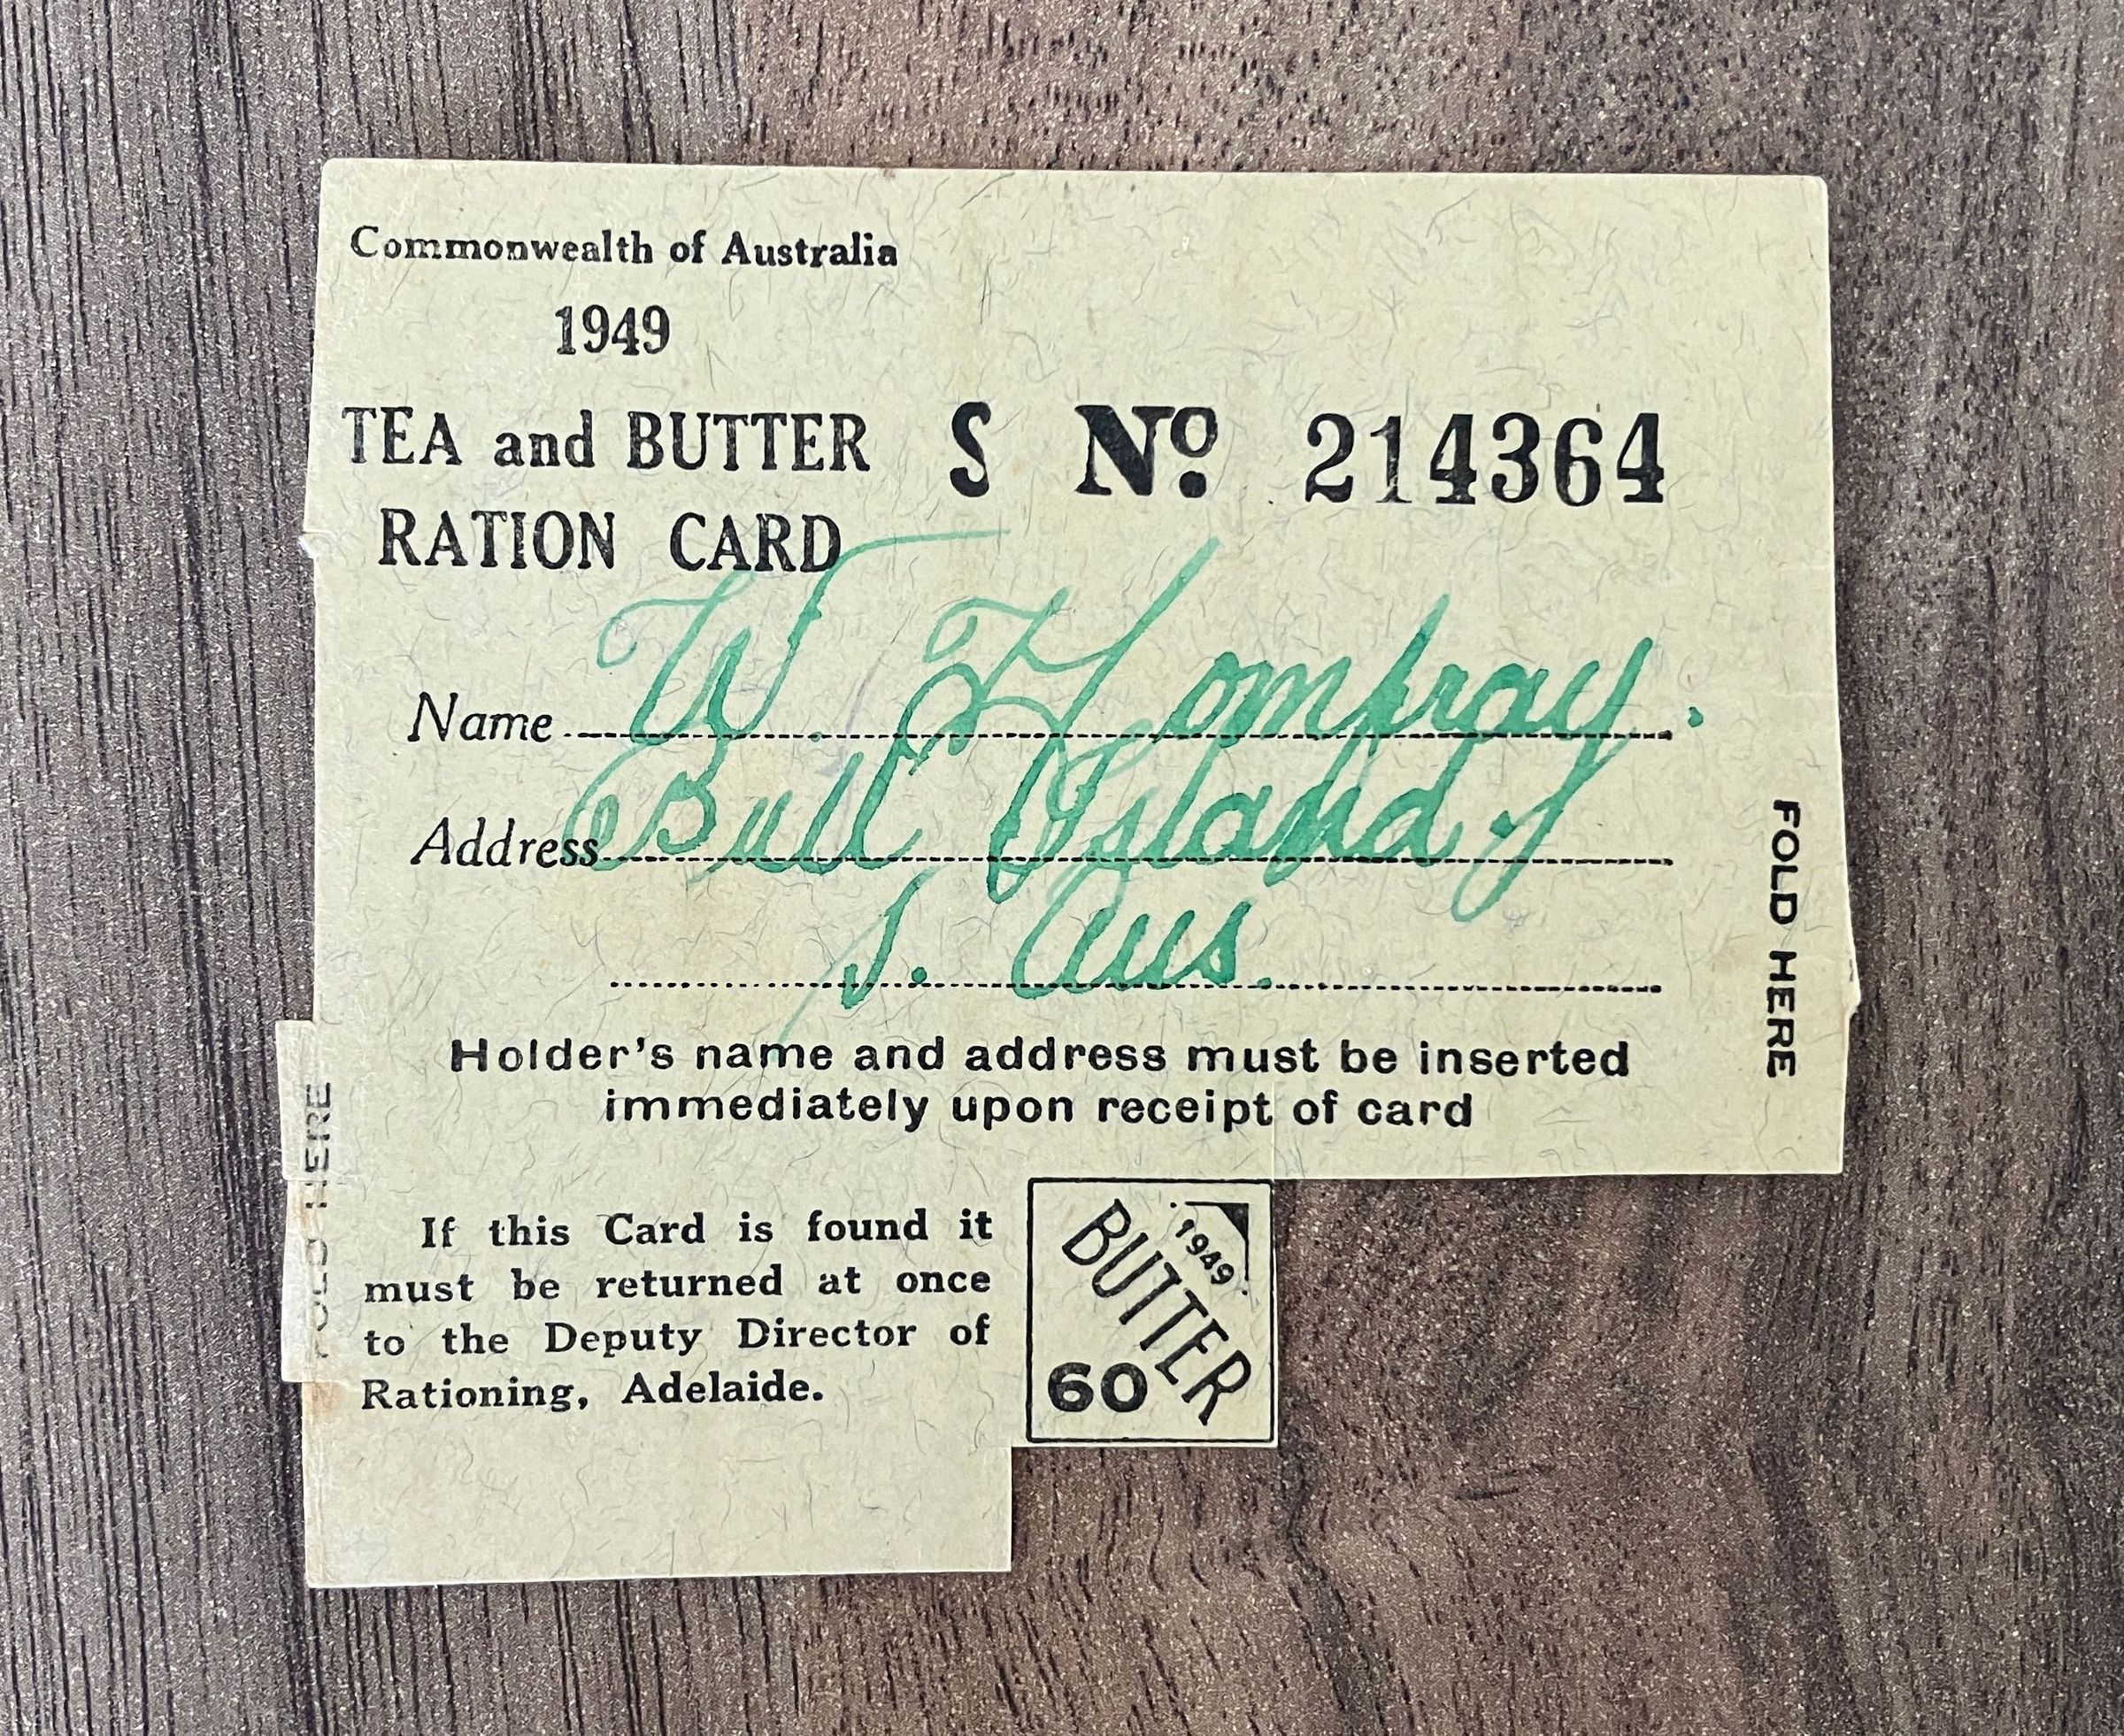 Commonwealth of Australia
1949
TEA and BUTTER
RATION CARD
S No. 214364
Name W Homfray.
Address Bull Island.
S. Aus.
Holder's name and address must be inserted
immediately upon receipt of card
If this Card is found it
must be returned at once
to the Deputy Director of
Rationing, Adelaide.
1949
BUTTER
60
FOLD HERE
FOLD HERE